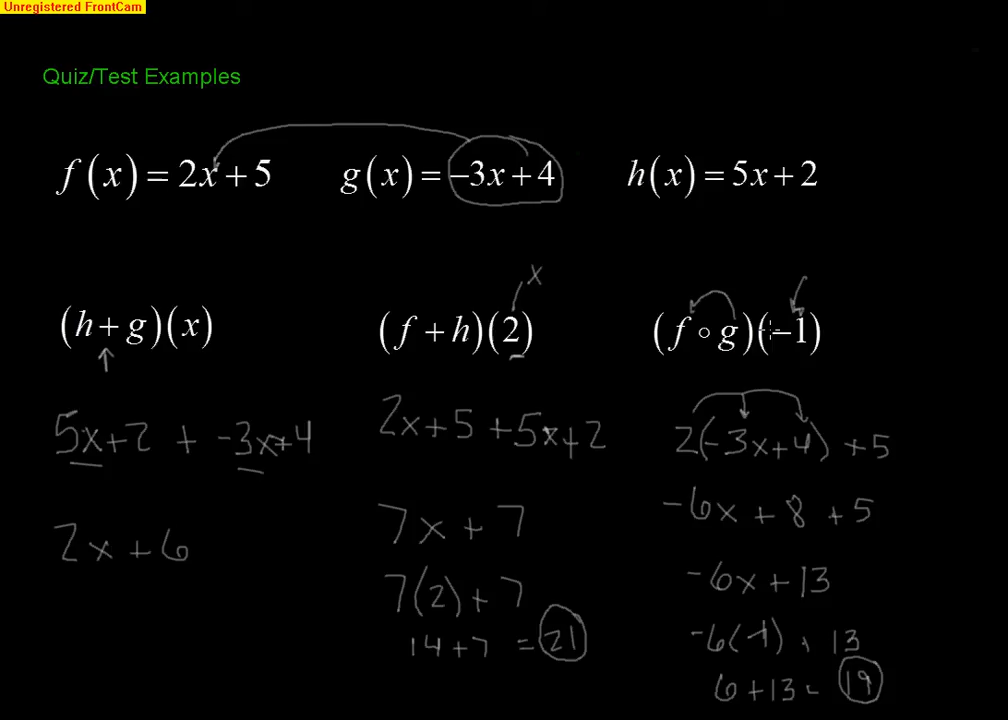 Unregistered FrontCam
Quiz/Test Examples
f(x) = 2x + 5 g(x) = −3x + 4 h(x) = 5x + 2
x
(h + g)(x) (f + h)(2) (f ∘ g)(−1)
5x+2 + -3x+4 2x+5 +5x+2 2(-3x+4) +5
2x + 6 7x + 7 -6x + 8 + 5
7(2) + 7 -6x + 13
14+7 = 21 -6(-1) + 13
6 + 13 = 19